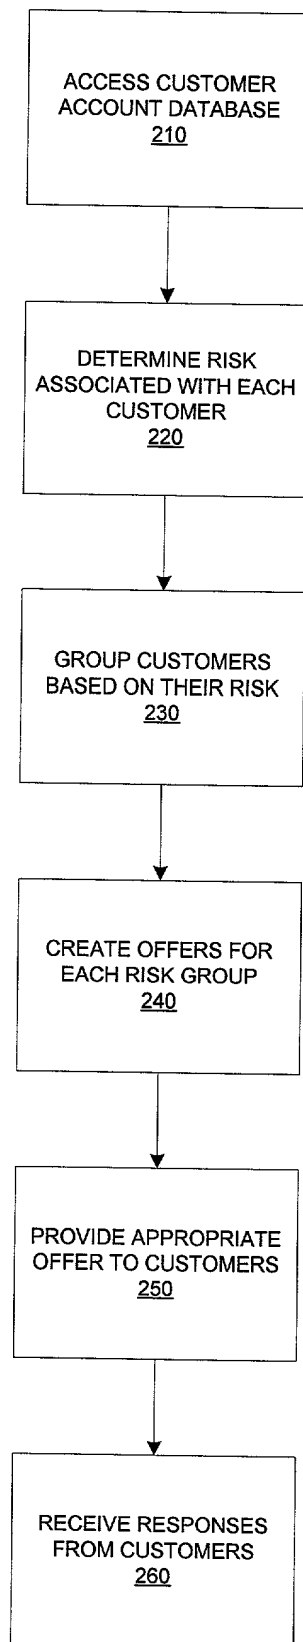 ACCESS CUSTOMER
ACCOUNT DATABASE
210
DETERMINE RISK
ASSOCIATED WITH EACH
CUSTOMER
220
GROUP CUSTOMERS
BASED ON THEIR RISK
230
CREATE OFFERS FOR
EACH RISK GROUP
240
PROVIDE APPROPRIATE
OFFER TO CUSTOMERS
250
RECEIVE RESPONSES
FROM CUSTOMERS
260